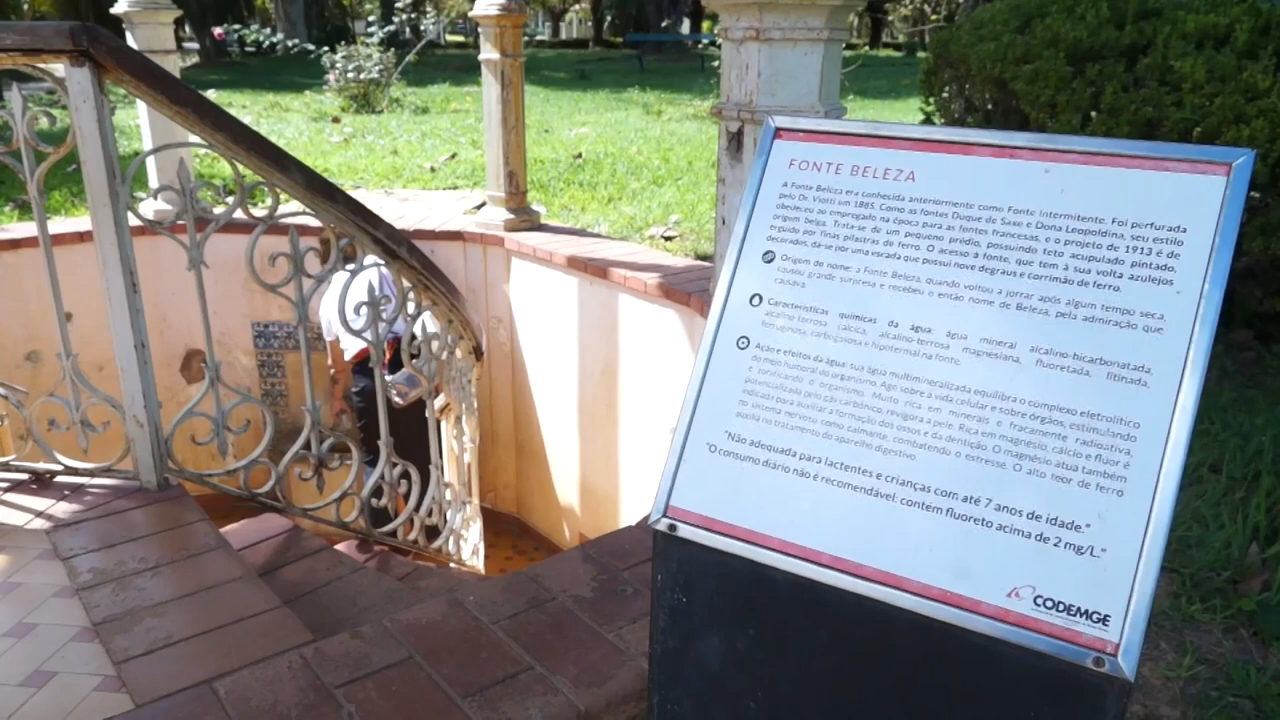 FONTE BELEZA
A Fonte Beleza era conhecida anteriormente como Fonte Intermitente. Foi perfurada
pelo Dr. Viotti em 1885. Como as fontes Duque de Saxe e Dona Leopoldina, seu estilo
obedeceu ao empregado na época para as fontes francesas, e o projeto de 1913 é de
origem belga. Trata-se de um pequeno prédio, possuindo teto acupulado pintado,
erguido por finas pilastras de ferro. O acesso à fonte, que tem à sua volta azulejos
decorados, dá-se por uma escada que possui nove degraus e corrimão de ferro.
Origem do nome: a Fonte Beleza, quando voltou a jorrar após algum tempo seca,
causou grande surpresa e recebeu o então nome de Beleza, pela admiração que
causava.
Características químicas da água: água mineral alcalino-bicarbonatada,
alcalino-terrosa cálcica, alcalino-terrosa magnesiana, fluoretada, litinada,
ferruginosa, carbogasosa e hipotermal na fonte.
Ação e efeitos da água: sua água multimineralizada equilibra o complexo eletrolítico
do meio humoral do organismo. Age sobre a vida celular e sobre órgãos, estimulando
e tonificando o organismo. Muito rica em minerais e fracamente radioativa,
potencializada pelo gás carbônico, revigora a pele. Rica em magnésio, cálcio e flúor é
indicada para auxiliar a formação dos ossos e da dentição. O magnésio atua também
no sistema nervoso como calmante, combatendo o estresse. O alto teor de ferro
auxilia no tratamento do aparelho digestivo.
"Não adequada para lactentes e crianças com até 7 anos de idade."
"O consumo diário não é recomendável: contém fluoreto acima de 2 mg/L."
CODEMGE